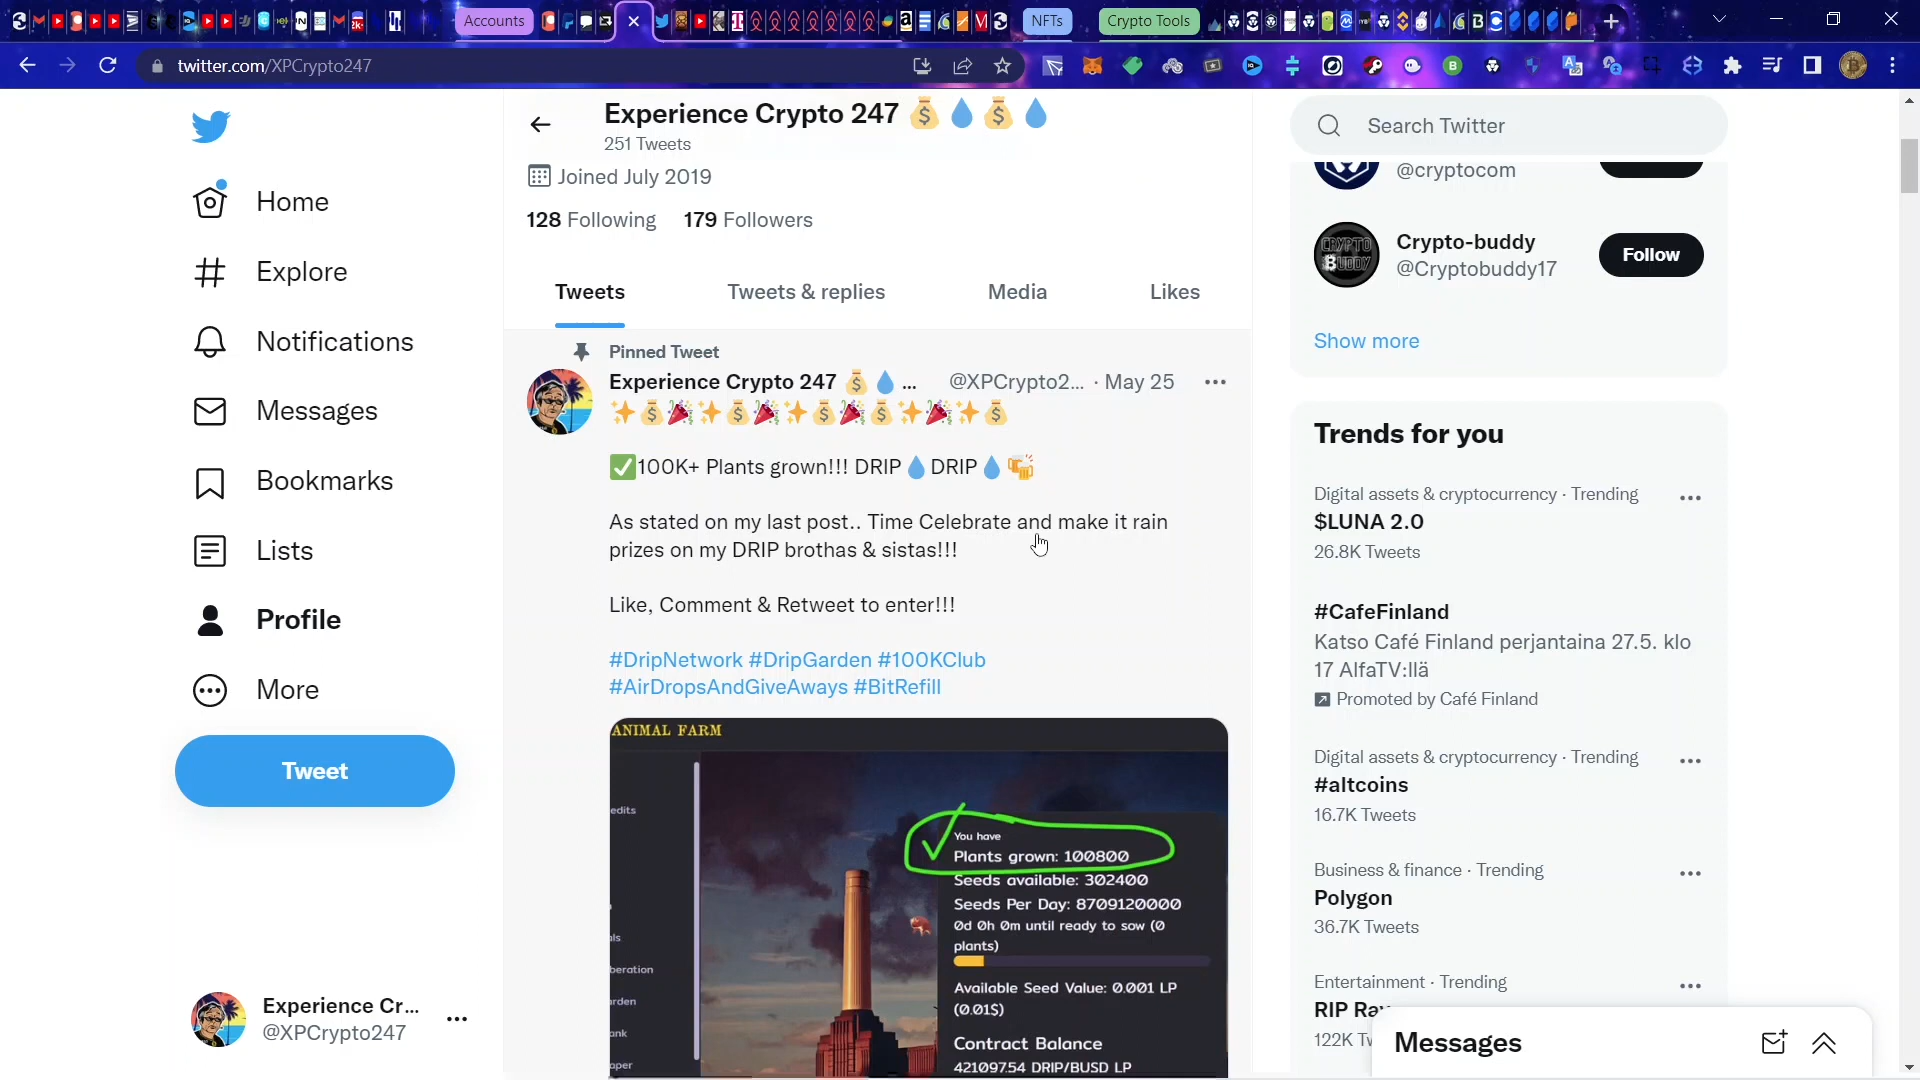 Accounts
NFTs
Crypto Tools
twitter.com/XPCrypto247
Experience Crypto 247
251 Tweets
Joined July 2019
128 Following 179 Followers
Tweets Tweets & replies Media Likes
Home
Explore
Notifications
Messages
Bookmarks
Lists
Profile
More
Tweet
Experience Cr...
@XPCrypto247
Pinned Tweet
Experience Crypto 247 💰💧 ... @XPCrypto2... · May 25
✨💰🎉✨💰🎉✨💰🎉💰✨🎉✨💰
✅100K+ Plants grown!!! DRIP💧DRIP💧🍻
As stated on my last post.. Time Celebrate and make it rain
prizes on my DRIP brothas & sistas!!!
Like, Comment & Retweet to enter!!!
#DripNetwork #DripGarden #100KClub
#AirDropsAndGiveAways #BitRefill
ANIMAL FARM
edits
You have
Plants grown: 100800
Seeds available: 302400
Seeds Per Day: 8709120000
0d 0h 0m until ready to sow (0
plants)
Available Seed Value: 0.001 LP
(0.01$)
Contract Balance
42109.754 DRIP/BUSD LP
Search Twitter
@cryptocom
Crypto-buddy
@Cryptobuddy17
Follow
Show more
Trends for you
Digital assets & cryptocurrency · Trending
$LUNA 2.0
26.8K Tweets
#CafeFinland
Katso Café Finland perjantaina 27.5. klo
17 AlfaTV:llä
Promoted by Café Finland
Digital assets & cryptocurrency · Trending
#altcoins
16.7K Tweets
Business & finance · Trending
Polygon
36.7K Tweets
Entertainment · Trending
RIP Ray
122K Tw
Messages